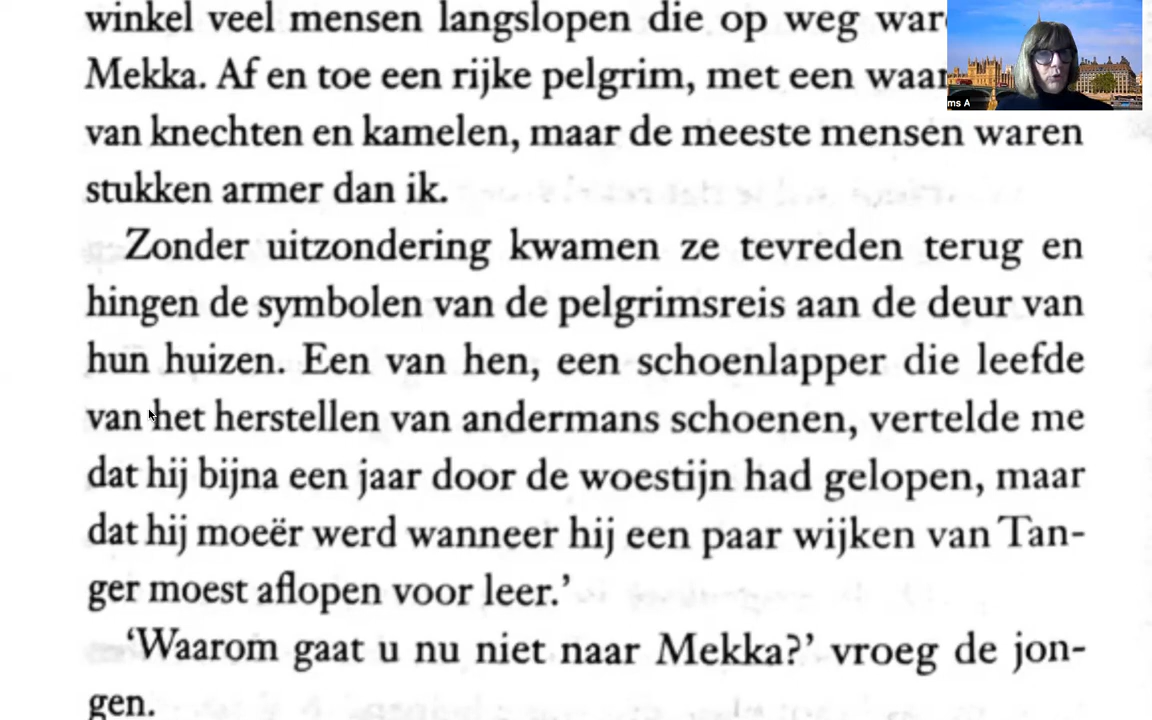 winkel veel mensen langslopen die op weg
Mekka. Af en toe een rijke pelgrim, met een
van knechten en kamelen, maar de meeste mensen waren
stukken armer dan ik.
Zonder uitzondering kwamen ze tevreden terug en
hingen de symbolen van de pelgrimsreis aan de deur van
hun huizen. Een van hen, een schoenlapper die leefde
van het herstellen van andermans schoenen, vertelde me
dat hij bijna een jaar door de woestijn had gelopen, maar
dat hij moeër werd wanneer hij een paar wijken van Tan-
ger moest aflopen voor leer.’
‘Waarom gaat u nu niet naar Mekka?’ vroeg de jon-
gen.
ms A